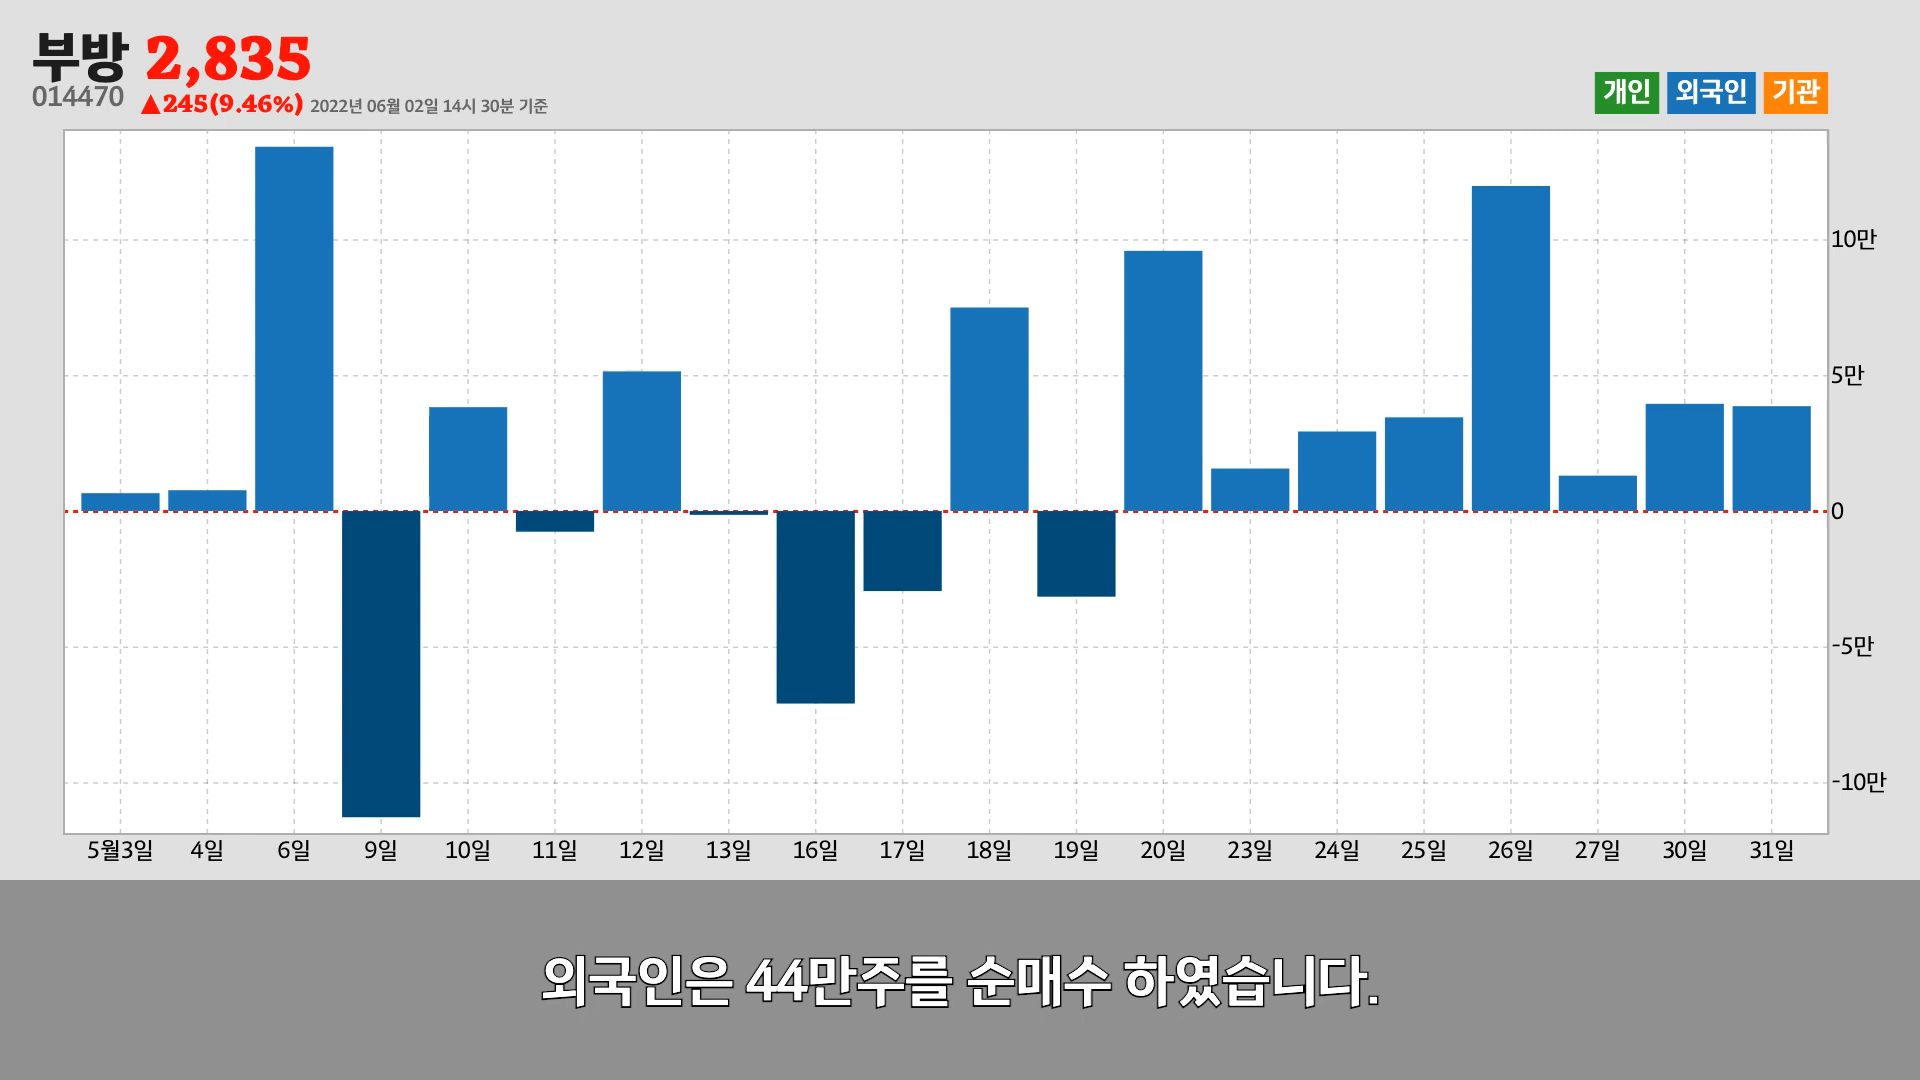 부방 2,835
014470 ▲245(9.46%) 2022년 06월 02일 14시 30분 기준
개인 외국인 기관
10만
5만
0
-5만
-10만
5월3일 4일 6일 9일 10일 11일 12일 13일 16일 17일 18일 19일 20일 23일 24일 25일 26일 27일 30일 31일
외국인은 44만주를 순매수 하였습니다.